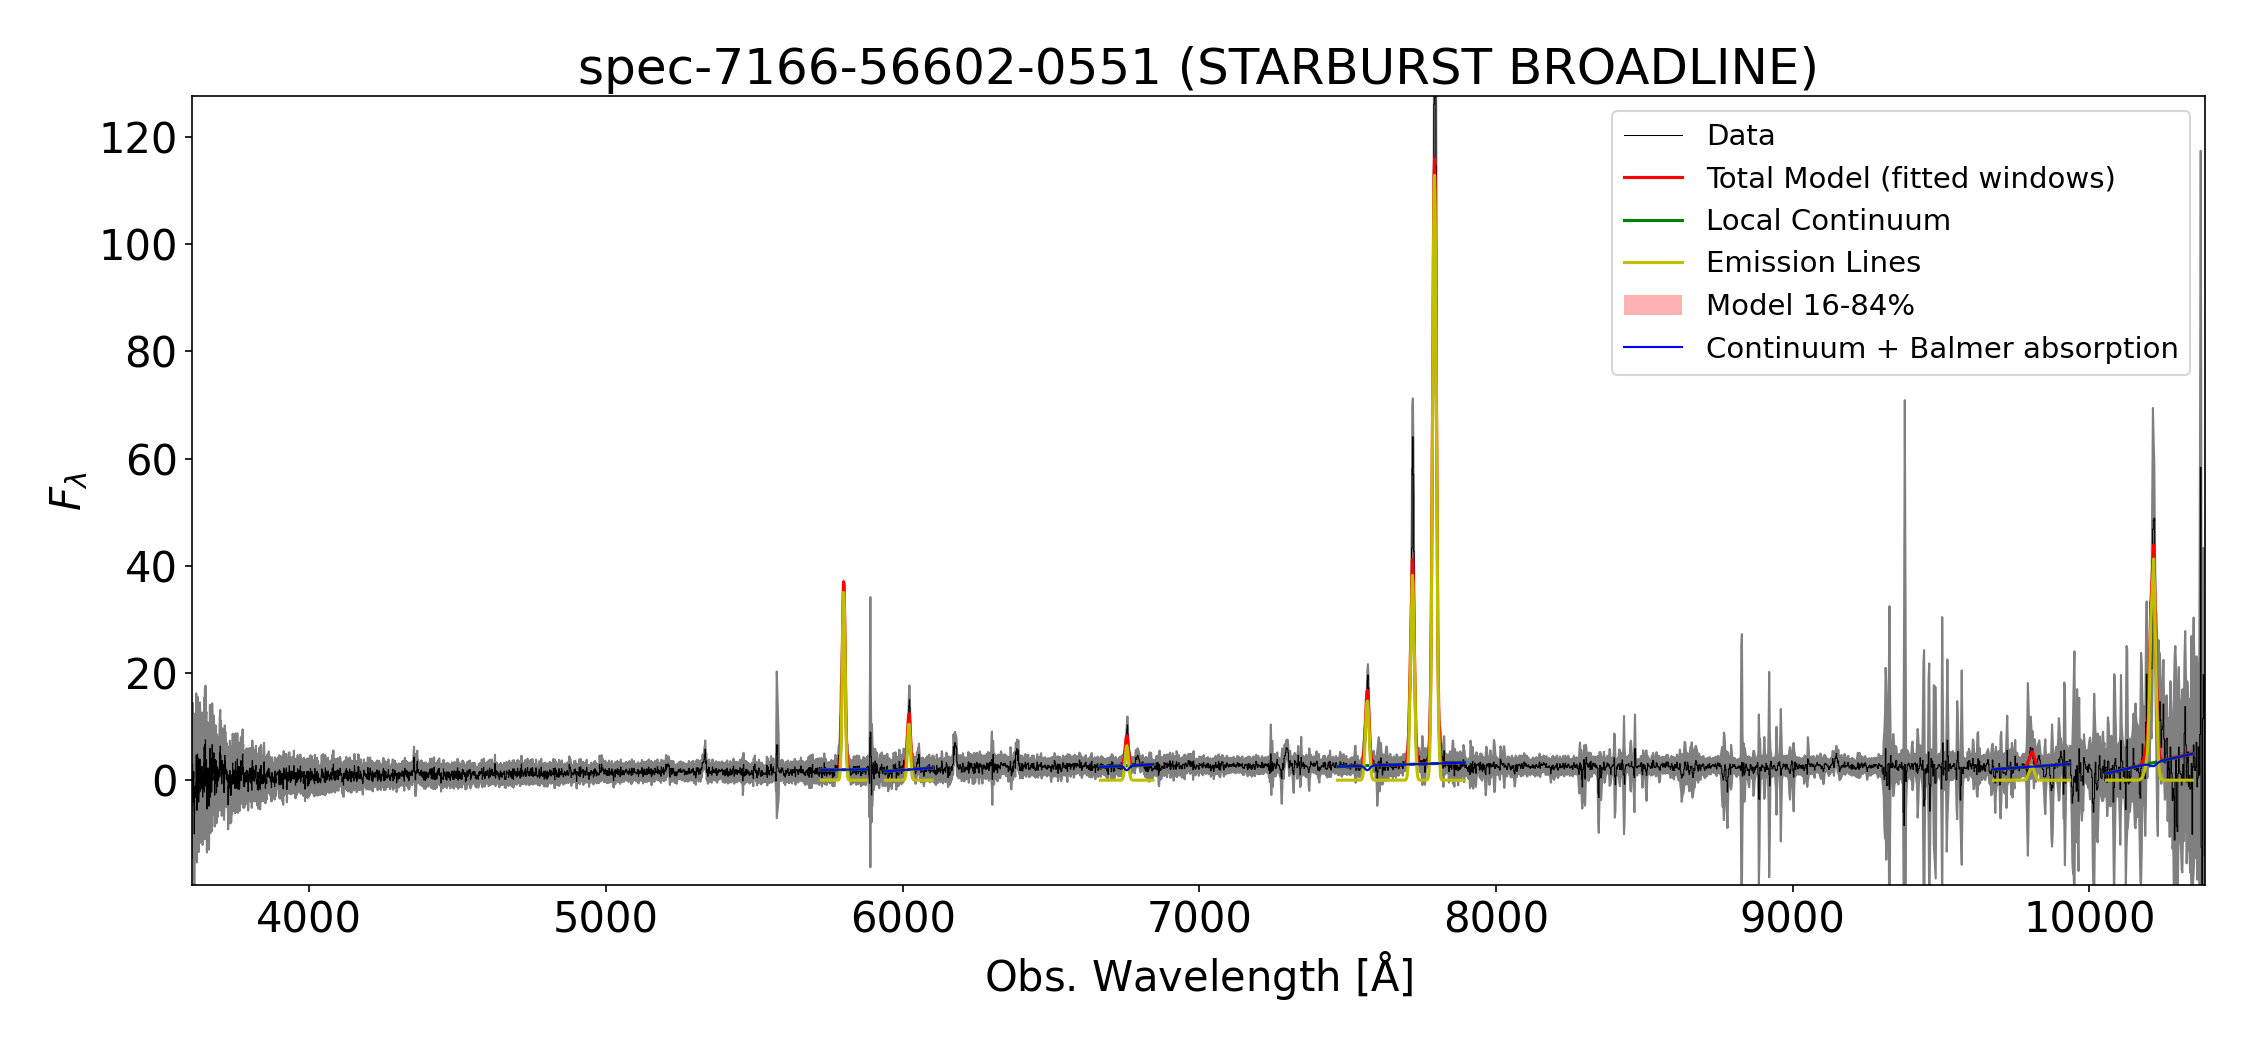 spec-7166-56602-0551 (STARBURST BROADLINE)
120
100
80
60
40
20
0
Fλ
Data
Total Model (fitted windows)
Local Continuum
Emission Lines
Model 16-84%
Continuum + Balmer absorption
4000 5000 6000 7000 8000 9000 10000
Obs. Wavelength [Å]